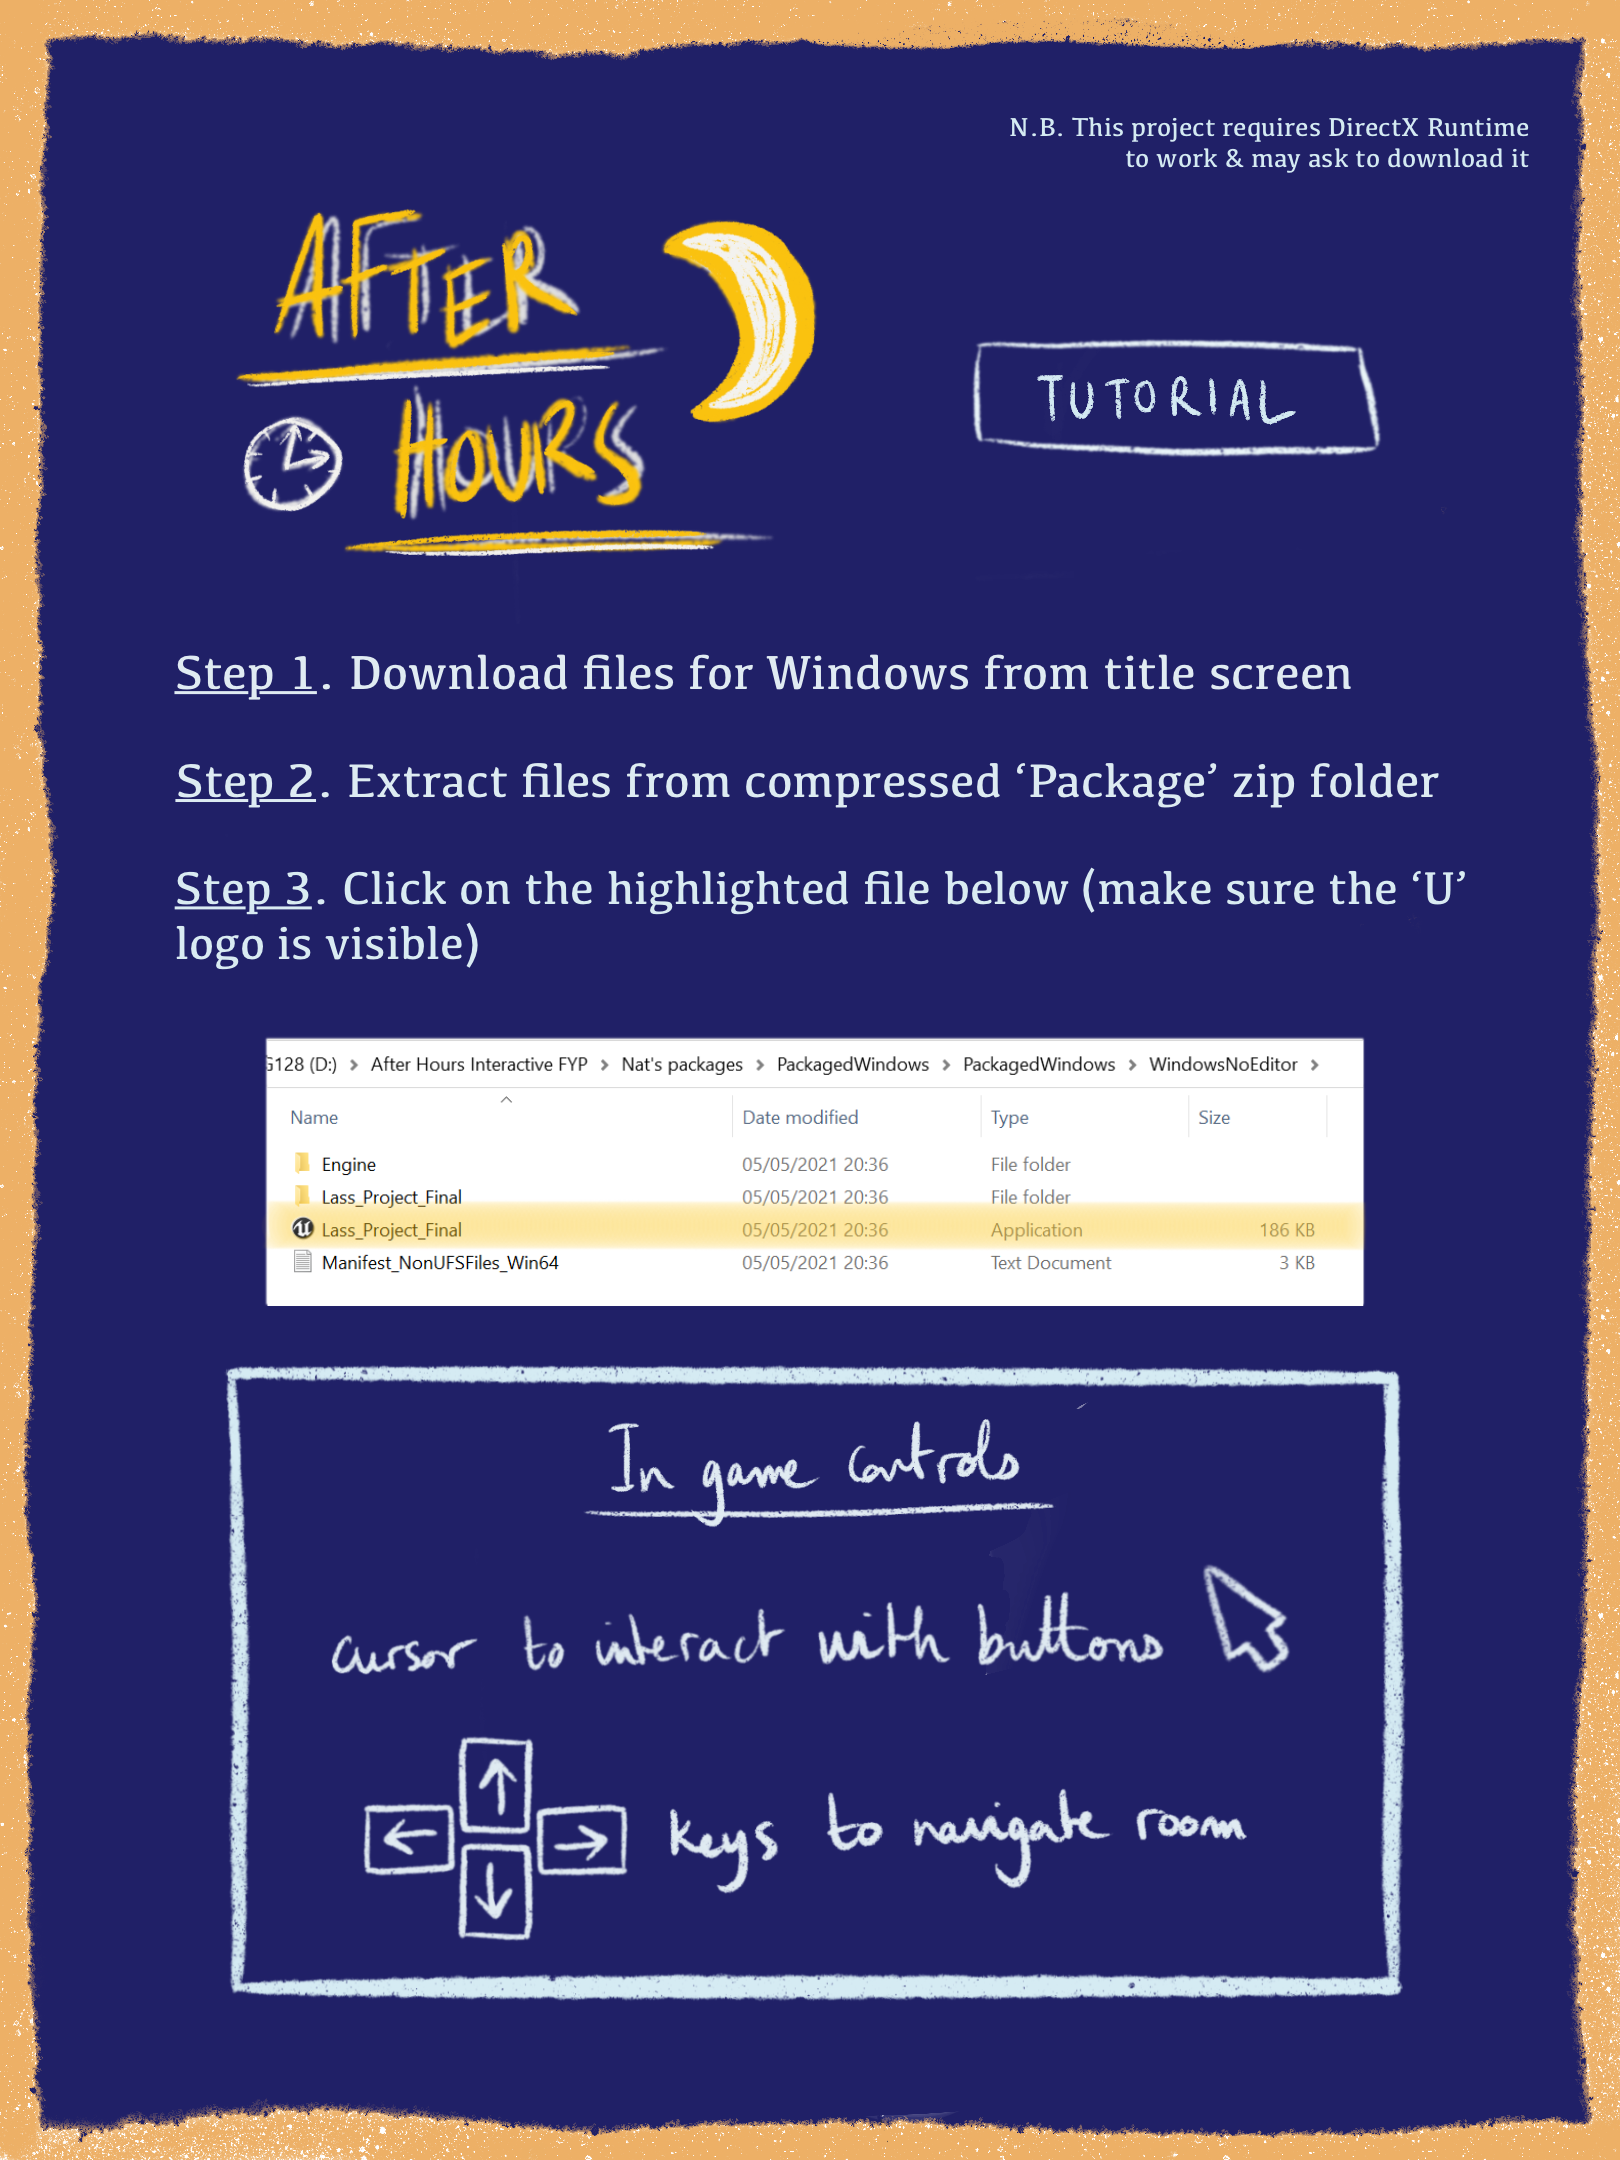 N.B. This project requires DirectX Runtime
to work & may ask to download it
AFTER
HOURS
TUTORIAL
Step 1. Download files for Windows from title screen
Step 2. Extract files from compressed ‘Package’ zip folder
Step 3. Click on the highlighted file below (make sure the ‘U’
logo is visible)
G128 (D:) > After Hours Interactive FYP > Nat's packages > PackagedWindows > PackagedWindows > WindowsNoEditor >
Name Date modified Type Size
Engine 05/05/2021 20:36 File folder
Lass_Project_Final 05/05/2021 20:36 File folder
Lass_Project_Final 05/05/2021 20:36 Application 186 KB
Manifest_NonUFSFiles_Win64 05/05/2021 20:36 Text Document 3 KB
In game controls
cursor to interact with buttons
keys to navigate room